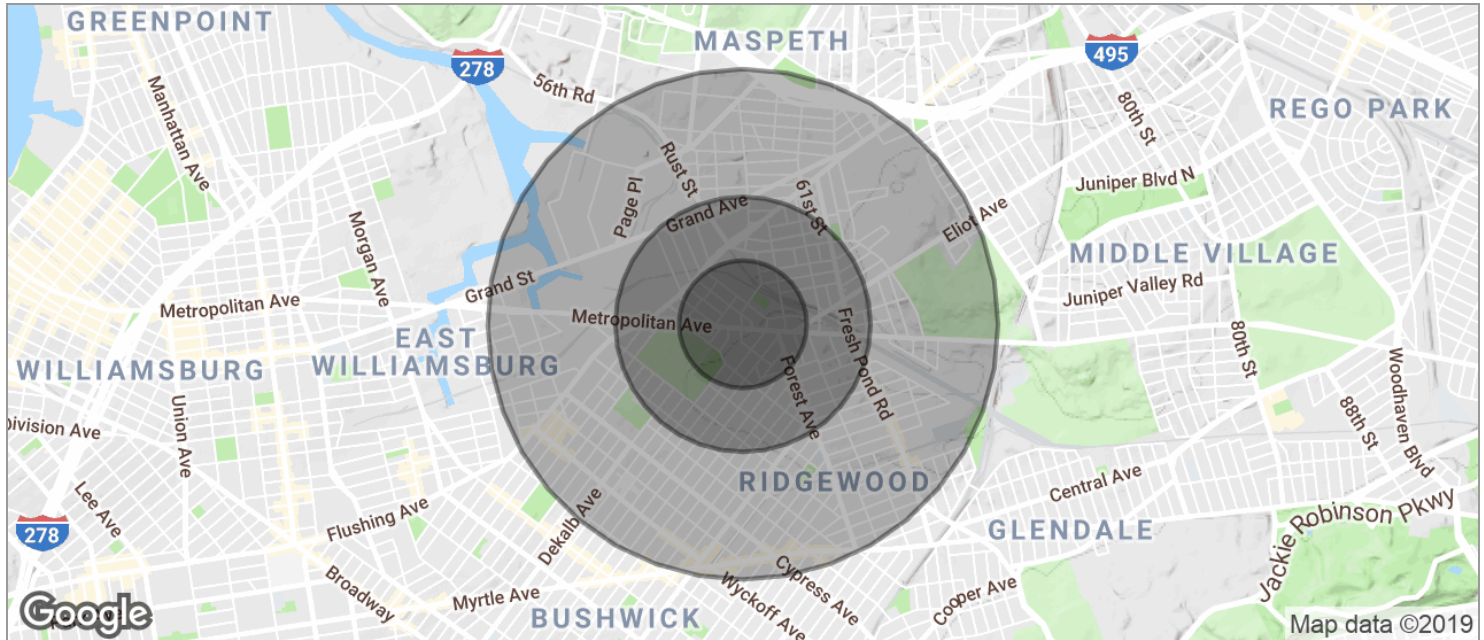 GREENPOINT
MASPETH
278
495
56th Rd
80th St
REGO PARK
Manhattan Ave
Rust St
Page Pl
61st St
Juniper Blvd N
Grand Ave
Eliot Ave
Morgan Ave
MIDDLE VILLAGE
Grand St
Juniper Valley Rd
Metropolitan Ave
Metropolitan Ave
Fresh Pond Rd
EAST
WILLIAMSBURG
80th St
WILLIAMSBURG
Forest Ave
Woodhaven Blvd
Union Ave
88th St
Division Ave
RIDGEWOOD
Central Ave
Lee Ave
Flushing Ave
Dekalb Ave
GLENDALE
Jackie Robinson Pkwy
278
Broadway
Myrtle Ave
Wyckoff Ave
Cypress Ave
Cooper Ave
BUSHWICK
Google
Map data ©2019